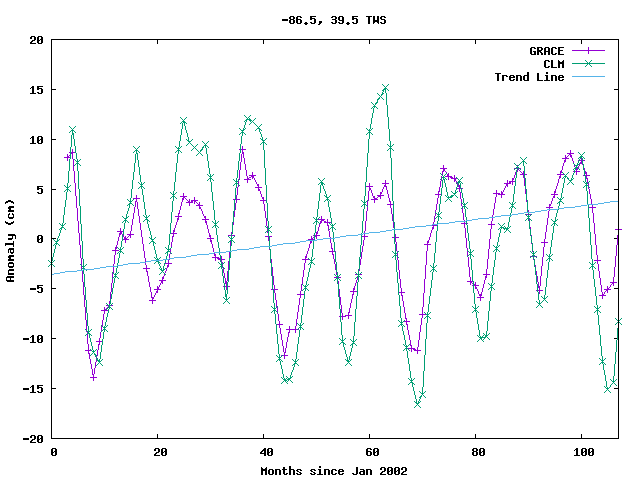 -86.5, 39.5 TWS
GRACE
CLM
Trend Line
20
15
10
5
0
-5
-10
-15
-20
Anomaly (cm)
0 20 40 60 80 100
Months since Jan 2002